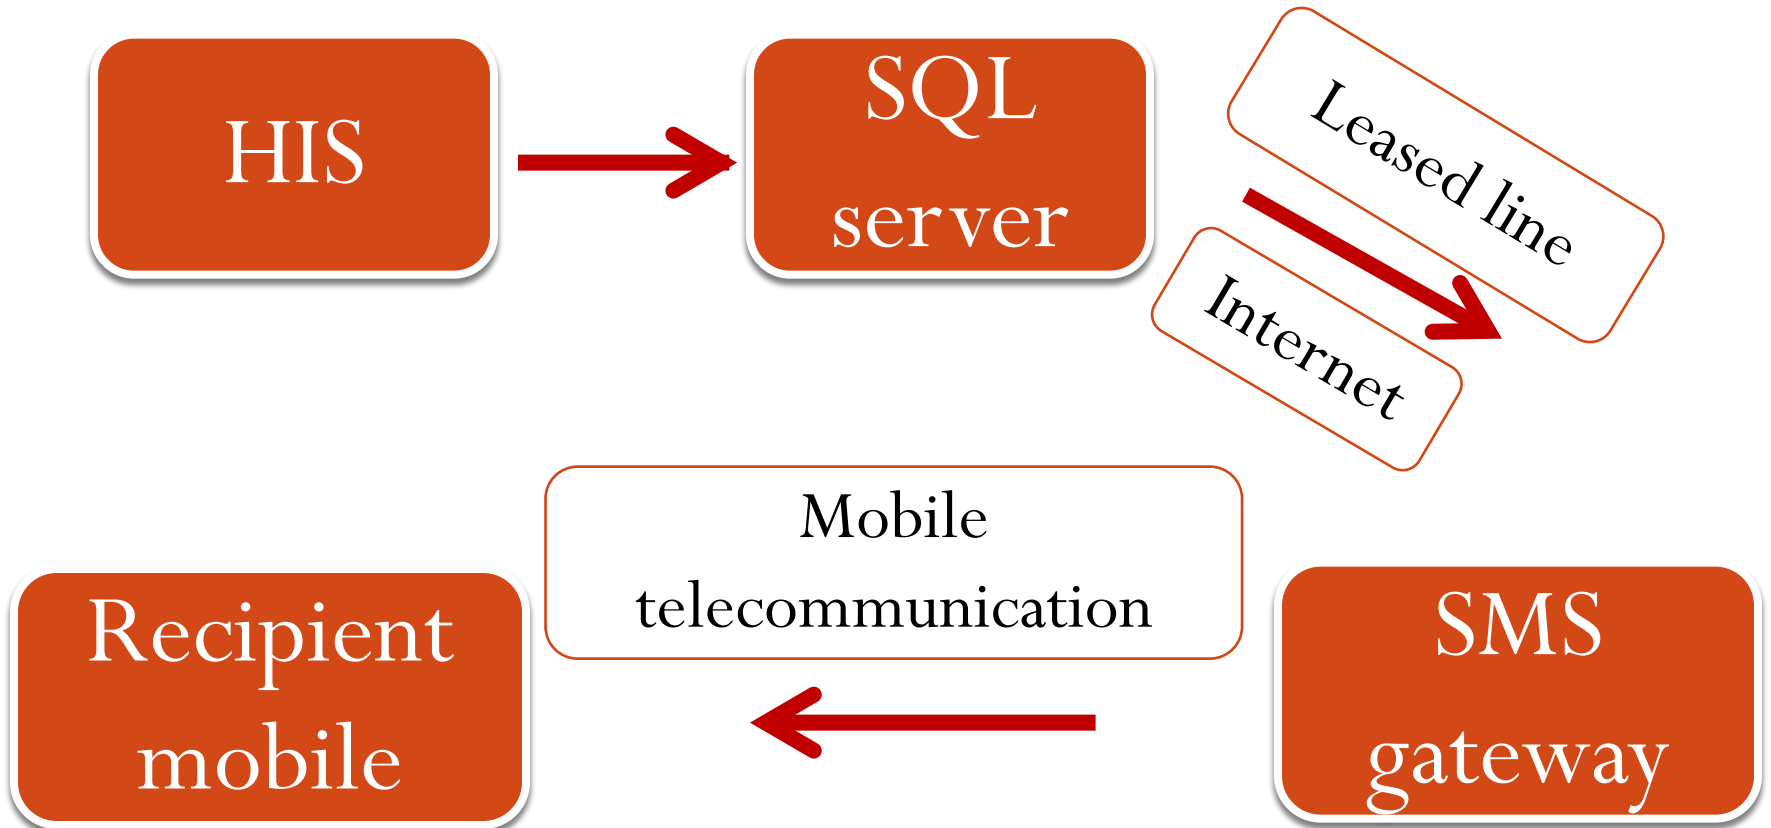 HIS
SQL
server
Leased line
Internet
Mobile
telecommunication
Recipient
mobile
SMS
gateway